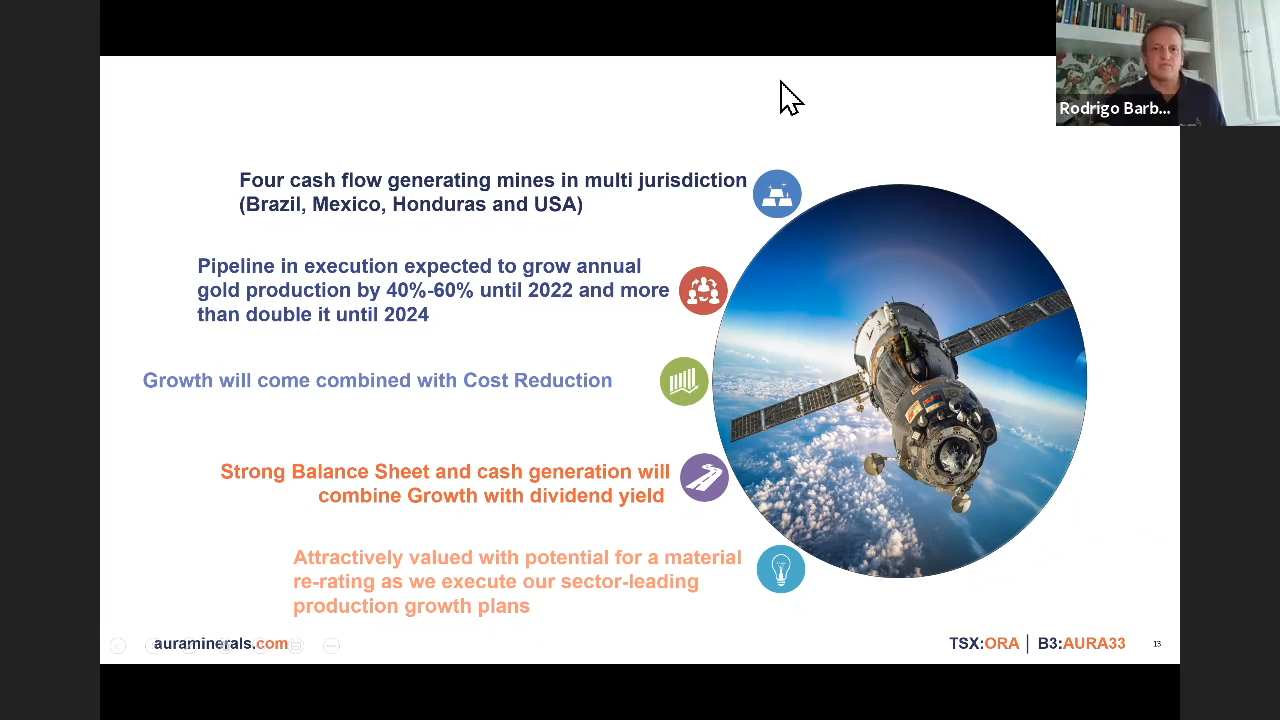 Rodrigo Barb...
Four cash flow generating mines in multi jurisdiction
(Brazil, Mexico, Honduras and USA)
Pipeline in execution expected to grow annual
gold production by 40%-60% until 2022 and more
than double it until 2024
Growth will come combined with Cost Reduction
Strong Balance Sheet and cash generation will
combine Growth with dividend yield
Attractively valued with potential for a material
re-rating as we execute our sector-leading
production growth plans
auraminerals.com
TSX:ORA | B3:AURA33
13